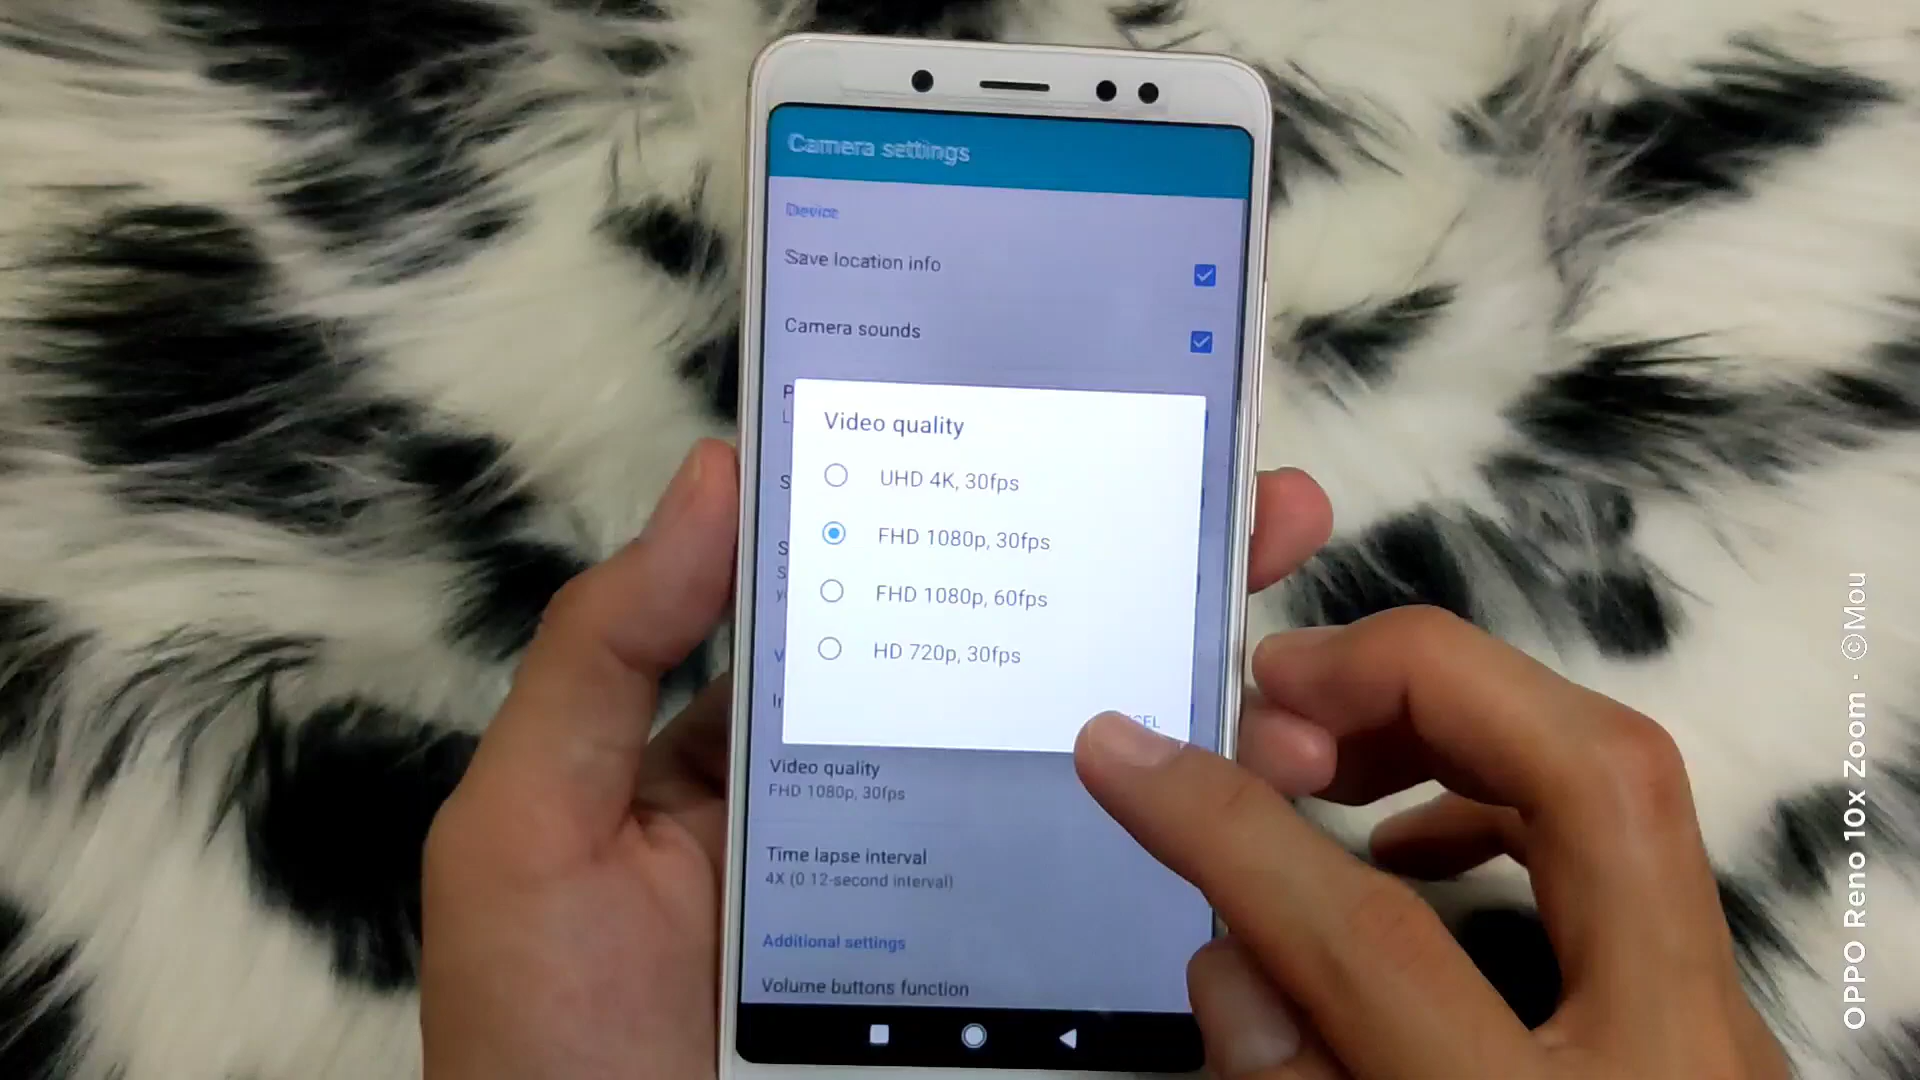 Camera settings
Device
Save location info
Camera sounds
Video quality
UHD 4K, 30fps
FHD 1080p, 30fps
FHD 1080p, 60fps
HD 720p, 30fps
Video quality
FHD 1080p, 30fps
Time lapse interval
4X (0.12-second interval)
Additional settings
Volume buttons function
OPPO Reno 10x Zoom · ©Mou